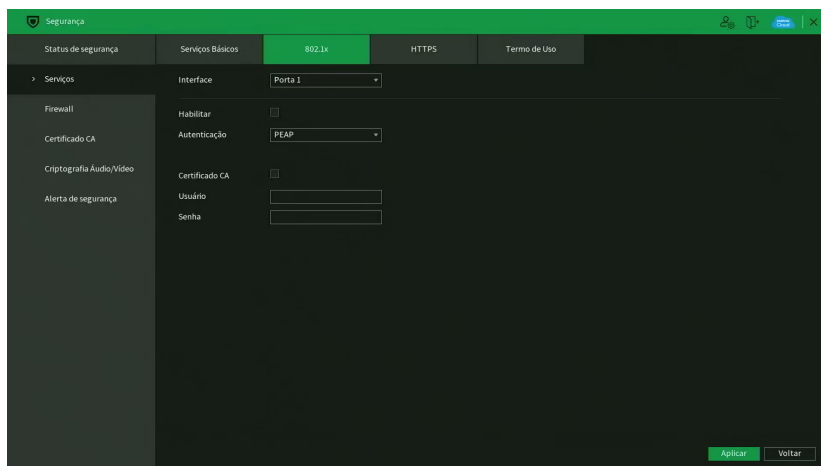 Segurança
Status de segurança
Serviços Básicos
802.1x
HTTPS
Termo de Uso
> Serviços
Firewall
Certificado CA
Criptografia Áudio/Vídeo
Alerta de segurança
Interface
Porta 1
Habilitar
Autenticação
PEAP
Certificado CA
Usuário
Senha
Aplicar
Voltar